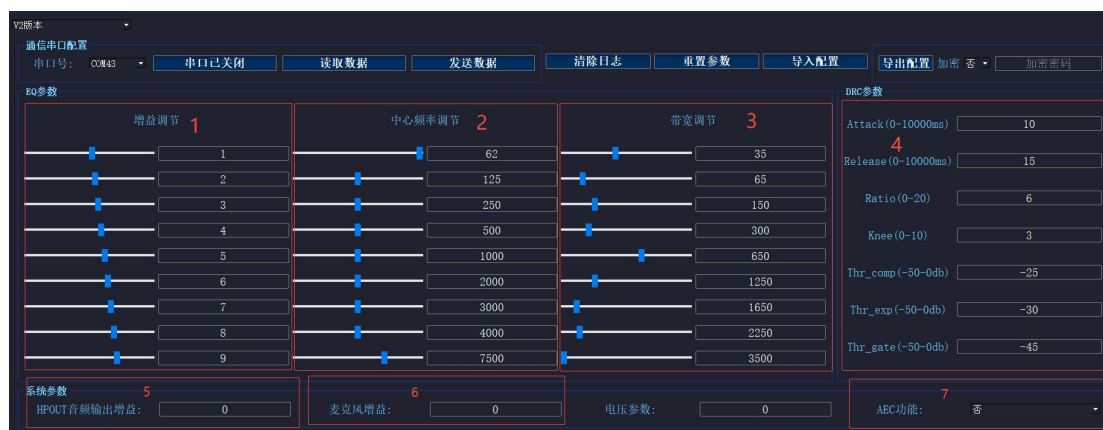 V2版本
通信串口配置
串口号: COM43 串口已关闭 读取数据 发送数据 清除日志 重置参数 导入配置 导出配置 加密 否 加密密码
EQ参数 DRC参数
增益调节 1 中心频率调节 2 带宽调节 3
Attack(0-10000ms) 10
4
1 62 35 Release(0-10000ms) 15
2 125 65
3 250 150 Ratio(0-20) 6
4 500 300 Knee(0-10) 3
5 1000 650
6 2000 1250 Thr_comp(-50-0db) -25
7 3000 1650 Thr_exp(-50-0db) -30
8 4000 2250
9 7500 3500 Thr_gate(-50-0db) -45
系统参数 5 6 7
HPOUT音频输出增益: 0 麦克风增益: 0 电压参数: 0 AEC功能: 否